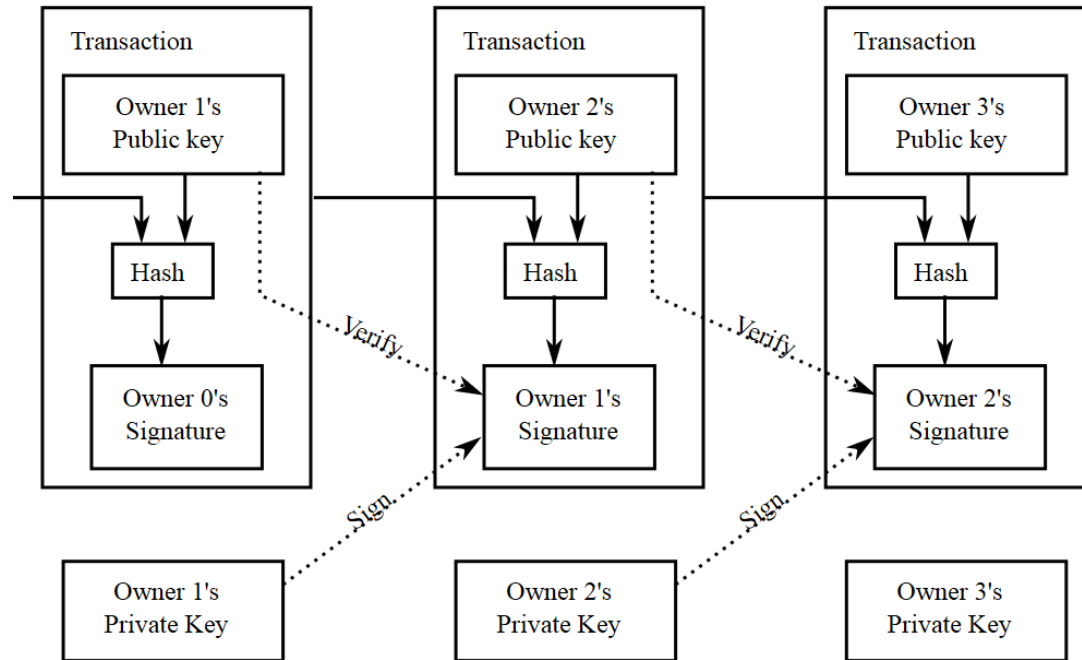 Transaction
Owner 1's
Public key
Hash
Verify
Owner 0's
Signature
Sign
Owner 1's
Private Key
Transaction
Owner 2's
Public key
Hash
Verify
Owner 1's
Signature
Sign
Owner 2's
Private Key
Transaction
Owner 3's
Public key
Hash
Owner 2's
Signature
Owner 3's
Private Key